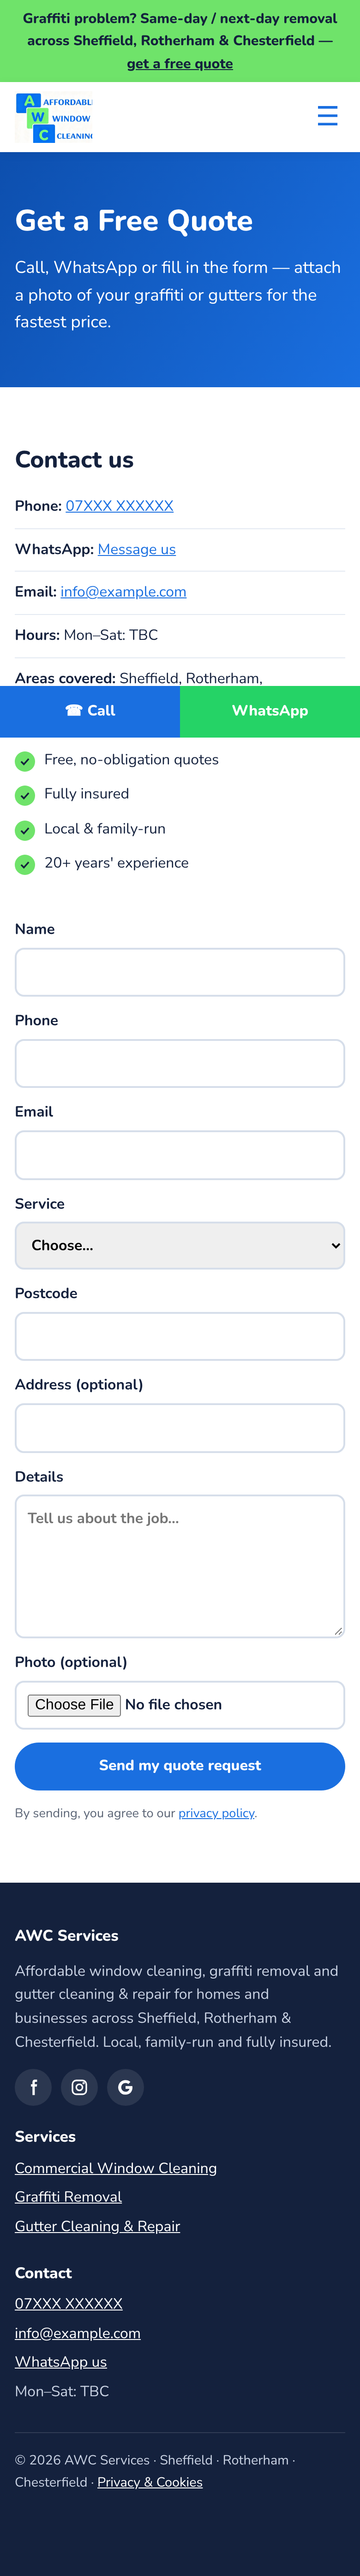 Graffiti problem? Same-day / next-day removal
across Sheffield, Rotherham & Chesterfield —
get a free quote
A AFFORDABL
W WINDOW
C CLEANING
☰
Get a Free Quote
Call, WhatsApp or fill in the form — attach
a photo of your graffiti or gutters for the
fastest price.
Contact us
Phone: 07XXX XXXXXX
WhatsApp: Message us
Email: info@example.com
Hours: Mon–Sat: TBC
Areas covered: Sheffield, Rotherham,
☎ Call WhatsApp
Free, no-obligation quotes
Fully insured
Local & family-run
20+ years' experience
Name
Phone
Email
Service
Choose...
Postcode
Address (optional)
Details
Tell us about the job...
Photo (optional)
Choose File No file chosen
Send my quote request
By sending, you agree to our privacy policy.
AWC Services
Affordable window cleaning, graffiti removal and
gutter cleaning & repair for homes and
businesses across Sheffield, Rotherham &
Chesterfield. Local, family-run and fully insured.
f G
Services
Commercial Window Cleaning
Graffiti Removal
Gutter Cleaning & Repair
Contact
07XXX XXXXXX
info@example.com
WhatsApp us
Mon–Sat: TBC
© 2026 AWC Services · Sheffield · Rotherham ·
Chesterfield · Privacy & Cookies